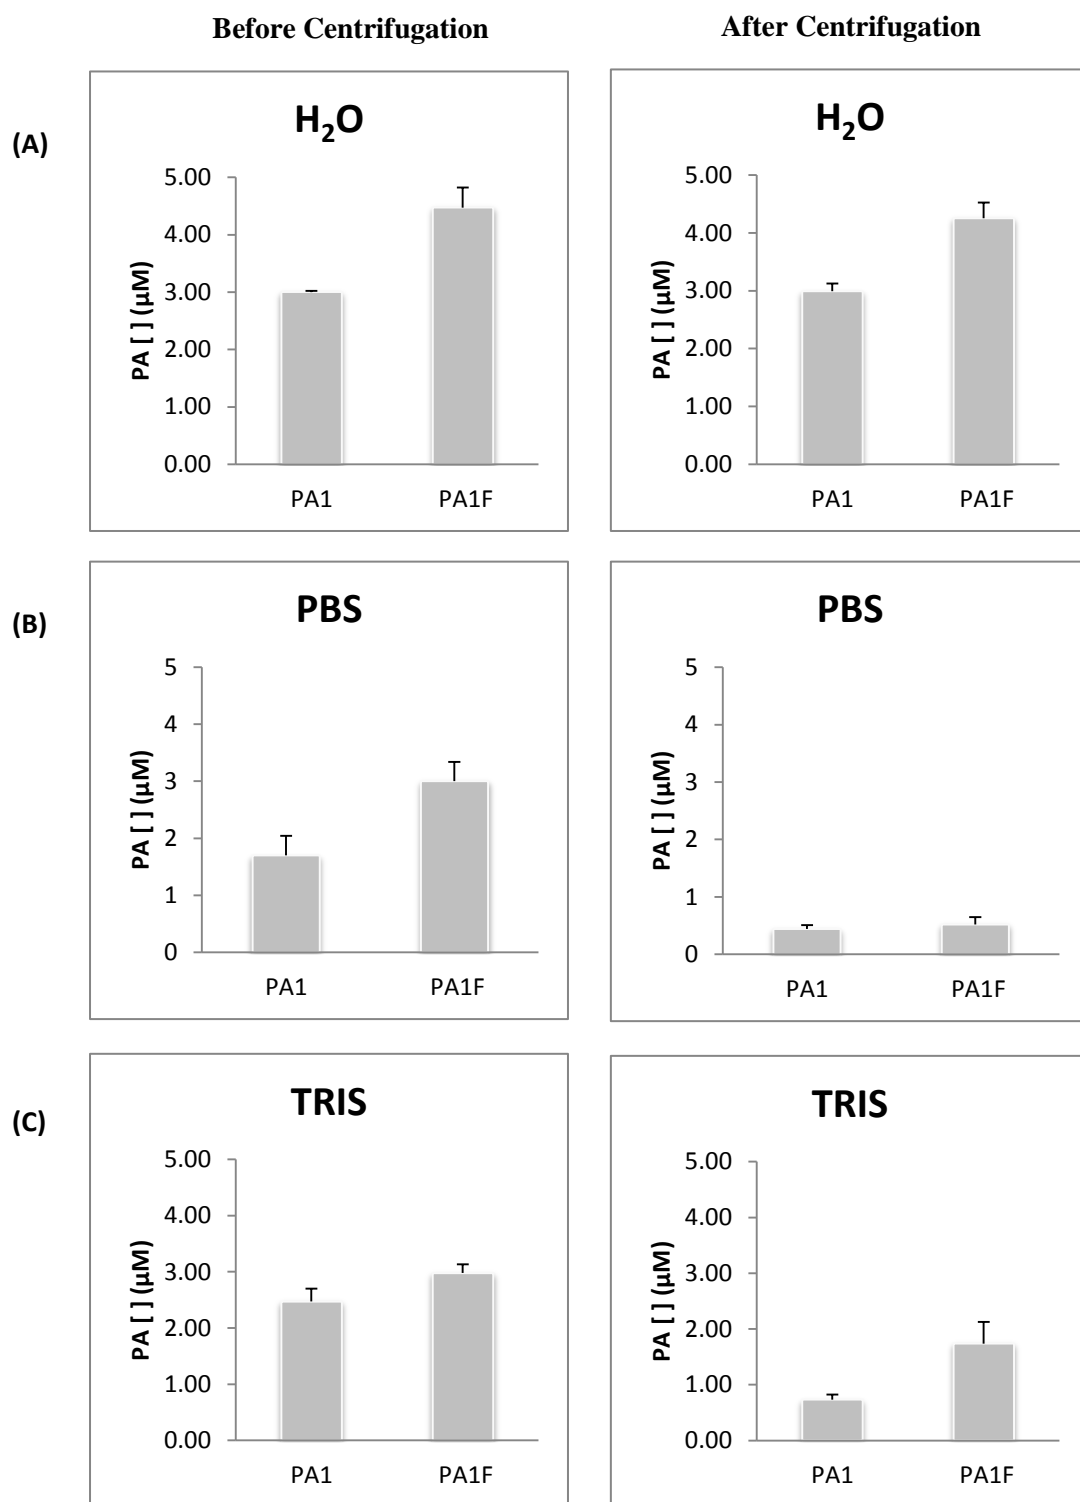 Before Centrifugation
After Centrifugation
(A)
H₂O
PA [ ] (µM)
5.00
4.00
3.00
2.00
1.00
0.00
PA1
PA1F
H₂O
PA [ ] (µM)
5.00
4.00
3.00
2.00
1.00
0.00
PA1
PA1F
(B)
PBS
PA [ ] (µM)
5
4
3
2
1
0
PA1
PA1F
PBS
PA [ ] (µM)
5
4
3
2
1
0
PA1
PA1F
(C)
TRIS
PA [ ] (µM)
5.00
4.00
3.00
2.00
1.00
0.00
PA1
PA1F
TRIS
PA [ ] (µM)
5.00
4.00
3.00
2.00
1.00
0.00
PA1
PA1F